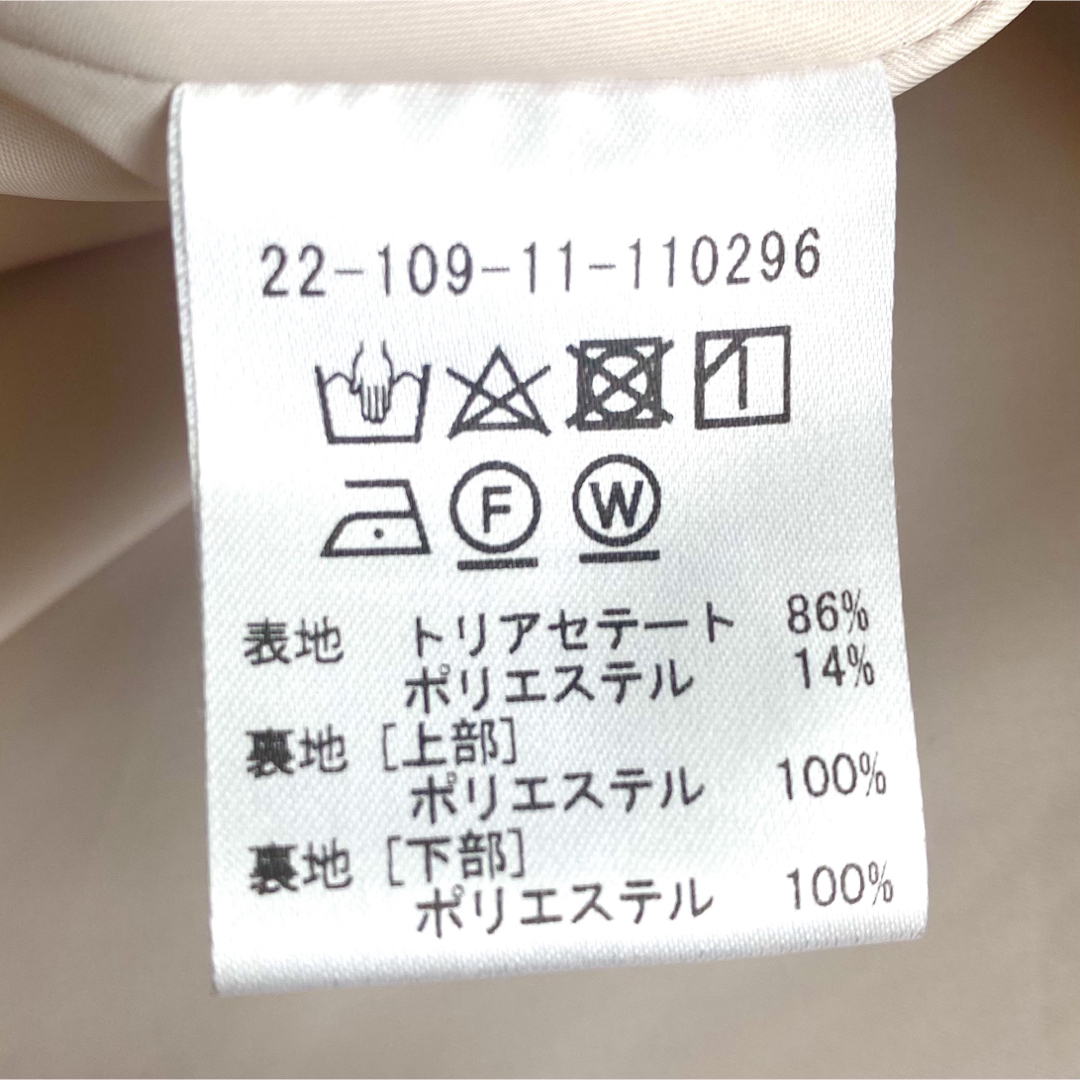 22-109-11-110296
F W
表地 トリアセテート 86%
ポリエステル 14%
裏地 [上部]
ポリエステル 100%
裏地 [下部]
ポリエステル 100%